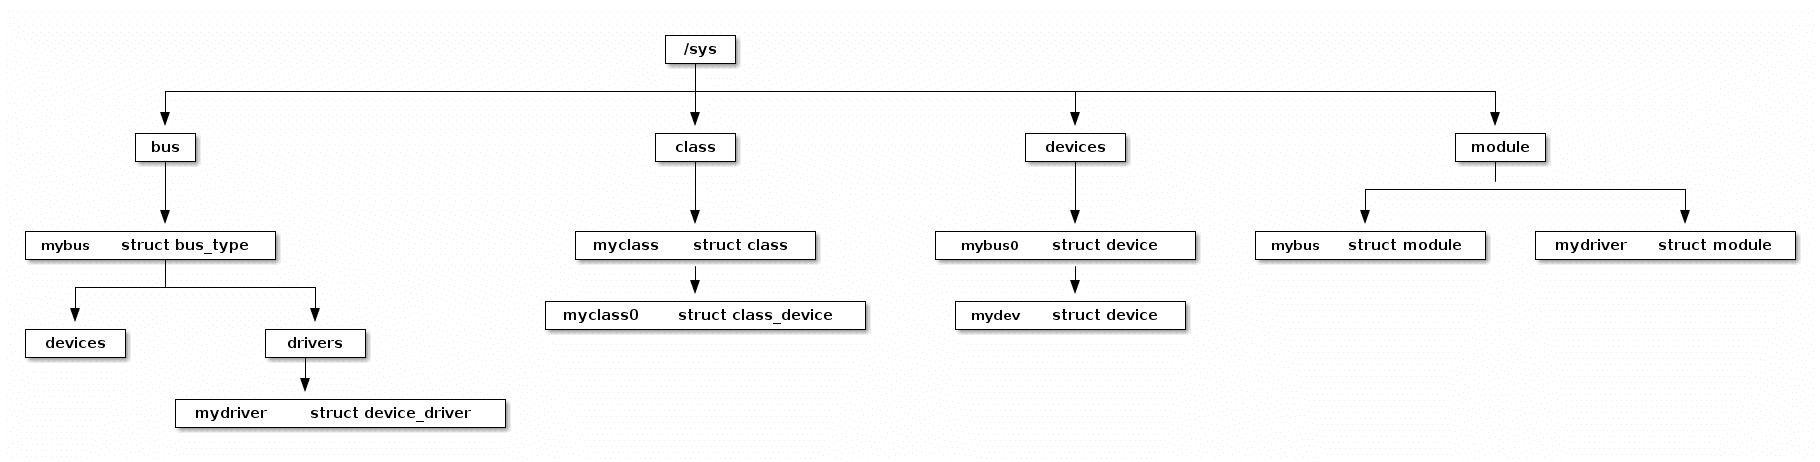 /sys
bus class devices module
mybus struct bus_type myclass struct class mybus0 struct device mybus struct module mydriver struct module
myclass0 struct class_device mydev struct device
devices drivers
mydriver struct device_driver